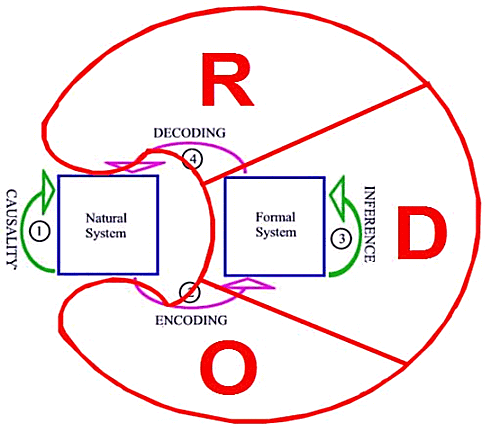 R
DECODING
4
CAUSALITY
1
Natural
System
Formal
System
3
INFERENCE
D
2
ENCODING
O